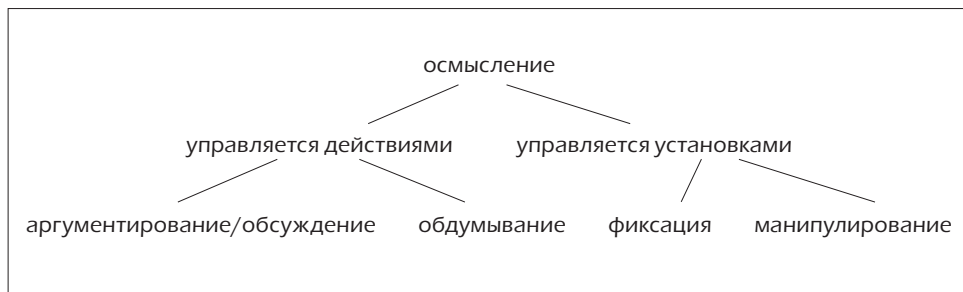 осмысление
управляется действиями управляется установками
аргументирование/обсуждение обдумывание фиксация манипулирование